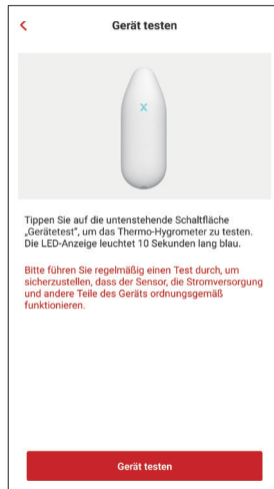 Gerät testen
Tippen Sie auf die untenstehende Schaltfläche
„Gerätetest", um das Thermo-Hygrometer zu testen.
Die LED-Anzeige leuchtet 10 Sekunden lang blau.
Bitte führen Sie regelmäßig einen Test durch, um
sicherzustellen, dass der Sensor, die Stromversorgung
und andere Teile des Geräts ordnungsgemäß
funktionieren.
Gerät testen